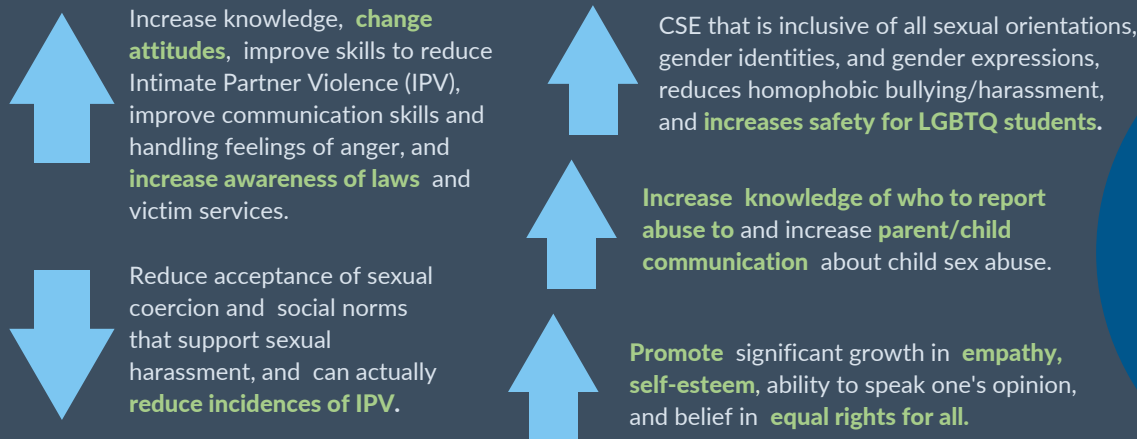 Increase knowledge, change
attitudes, improve skills to reduce
Intimate Partner Violence (IPV),
improve communication skills and
handling feelings of anger, and
increase awareness of laws and
victim services.
Reduce acceptance of sexual
coercion and social norms
that support sexual
harassment, and can actually
reduce incidences of IPV.
CSE that is inclusive of all sexual orientations,
gender identities, and gender expressions,
reduces homophobic bullying/harassment,
and increases safety for LGBTQ students.
Increase knowledge of who to report
abuse to and increase parent/child
communication about child sex abuse.
Promote significant growth in empathy,
self-esteem, ability to speak one's opinion,
and belief in equal rights for all.